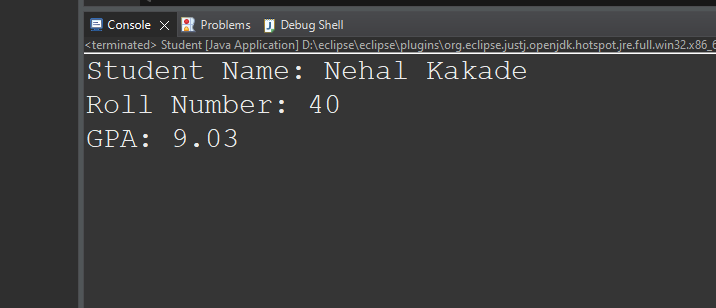 Console Problems Debug Shell
<terminated> Student [Java Application] D:\eclipse\eclipse\plugins\org.eclipse.justj.openjdk.hotspot.jre.full.win32.x86_6
Student Name: Nehal Kakade
Roll Number: 40
GPA: 9.03